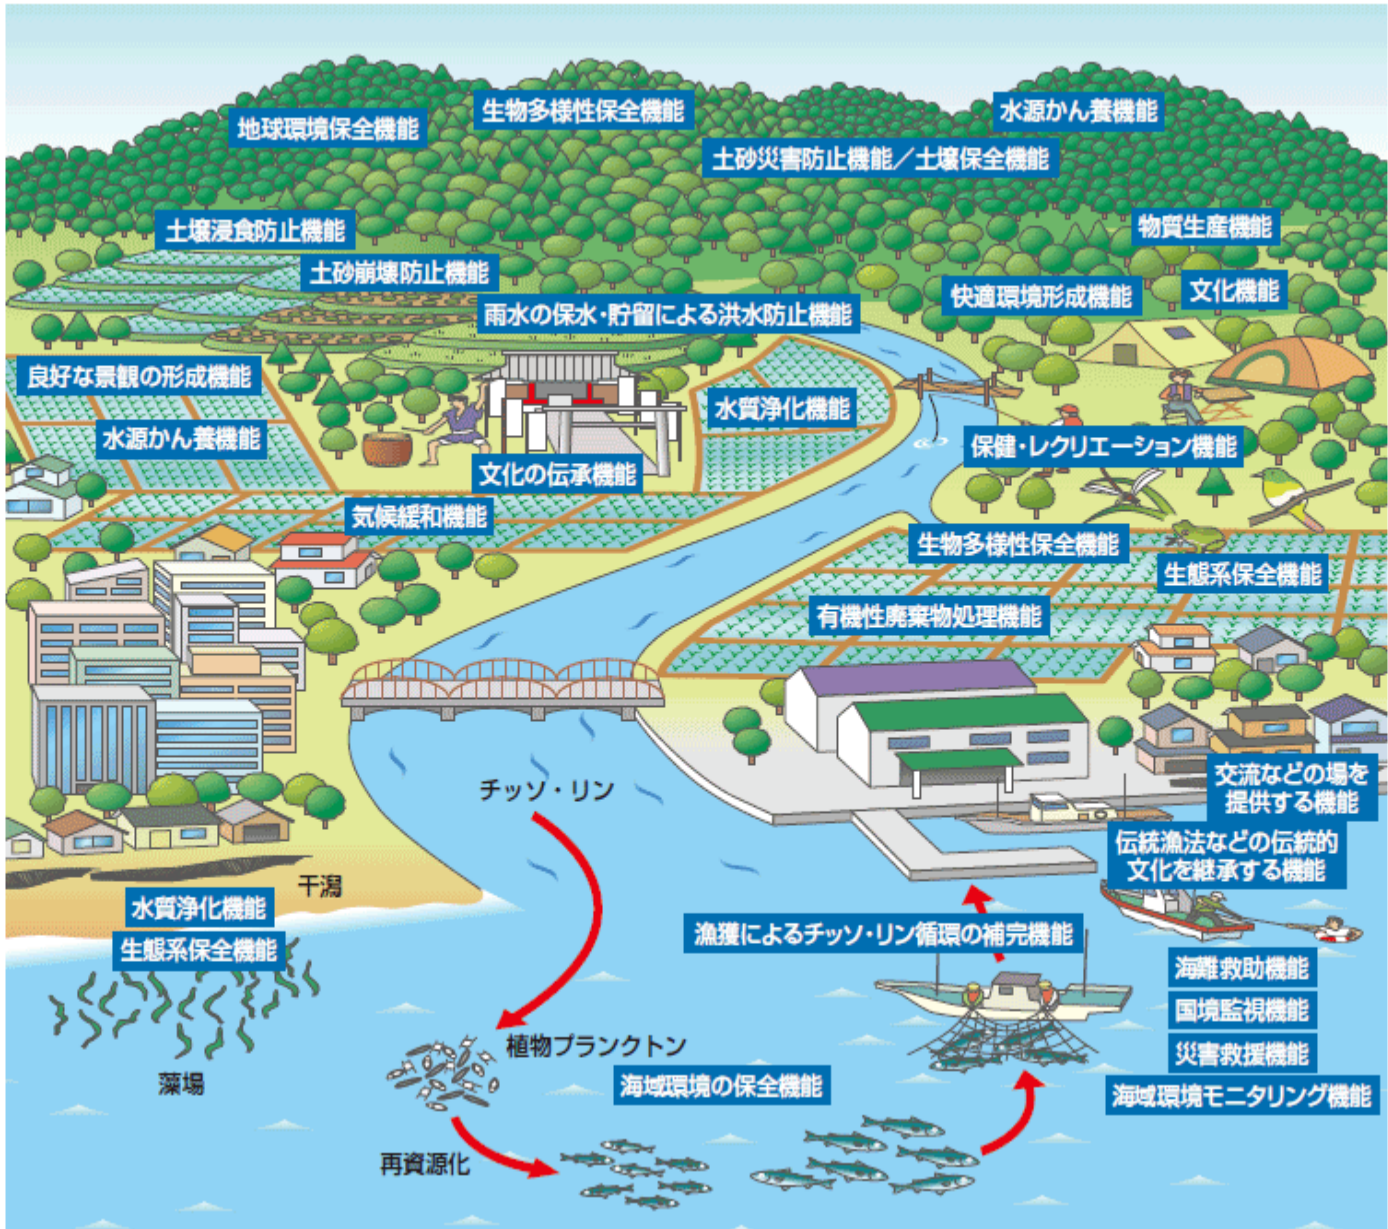 生物多様性保全機能
水源かん養機能
地球環境保全機能
土砂災害防止機能／土壌保全機能
土壌浸食防止機能
物質生産機能
土砂崩壊防止機能
快適環境形成機能
文化機能
雨水の保水・貯留による洪水防止機能
良好な景観の形成機能
水質浄化機能
水源かん養機能
保健・レクリエーション機能
文化の伝承機能
気候緩和機能
生物多様性保全機能
生態系保全機能
有機性廃棄物処理機能
チッソ・リン
交流などの場を
提供する機能
伝統漁法などの伝統的
文化を継承する機能
干潟
水質浄化機能
生態系保全機能
漁獲によるチッソ・リン循環の補完機能
海難救助機能
国境監視機能
災害救援機能
海域環境モニタリング機能
植物プランクトン
藻場
海域環境の保全機能
再資源化